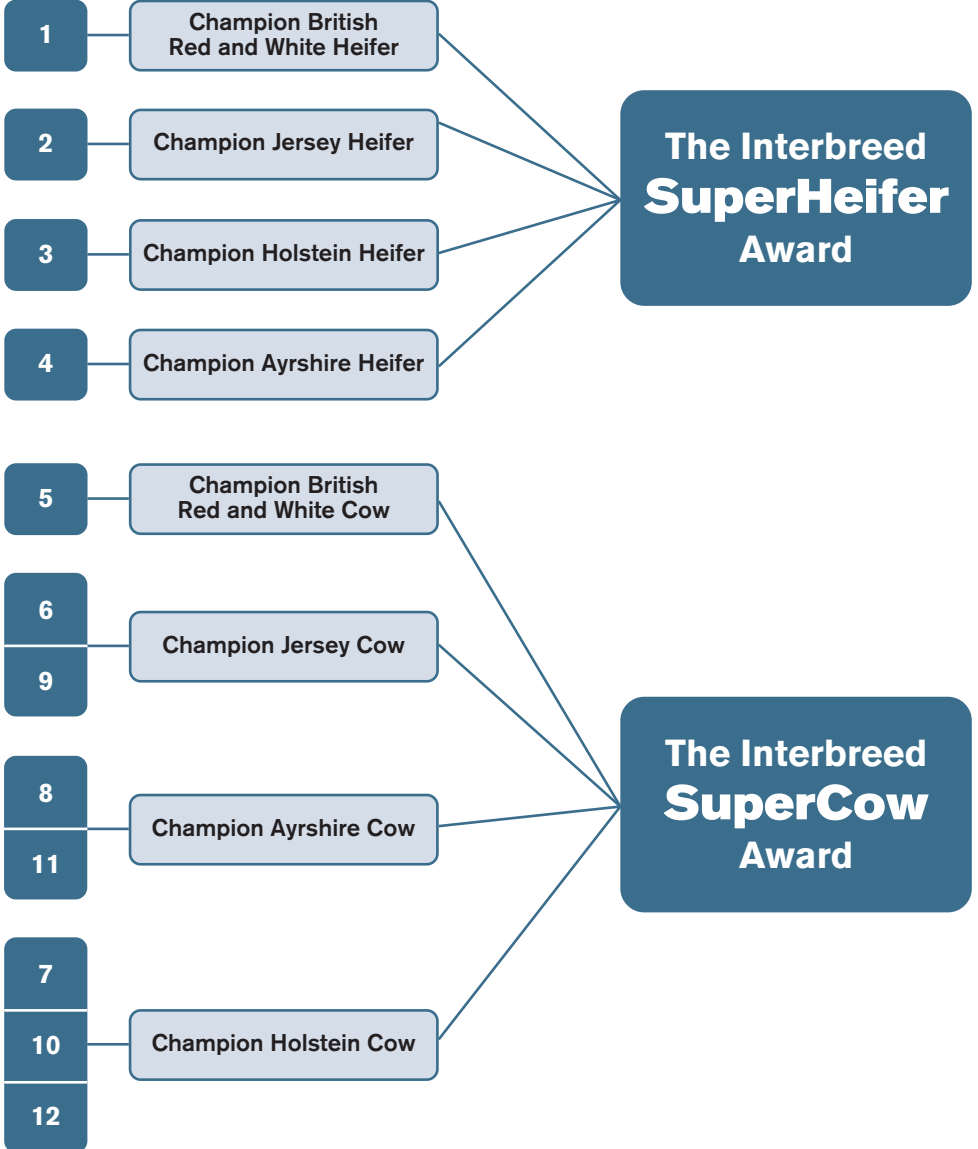 1
Champion British
Red and White Heifer
2
Champion Jersey Heifer
3
Champion Holstein Heifer
4
Champion Ayrshire Heifer
The Interbreed
SuperHeifer
Award
5
Champion British
Red and White Cow
6
9
Champion Jersey Cow
8
11
Champion Ayrshire Cow
7
10
12
Champion Holstein Cow
The Interbreed
SuperCow
Award